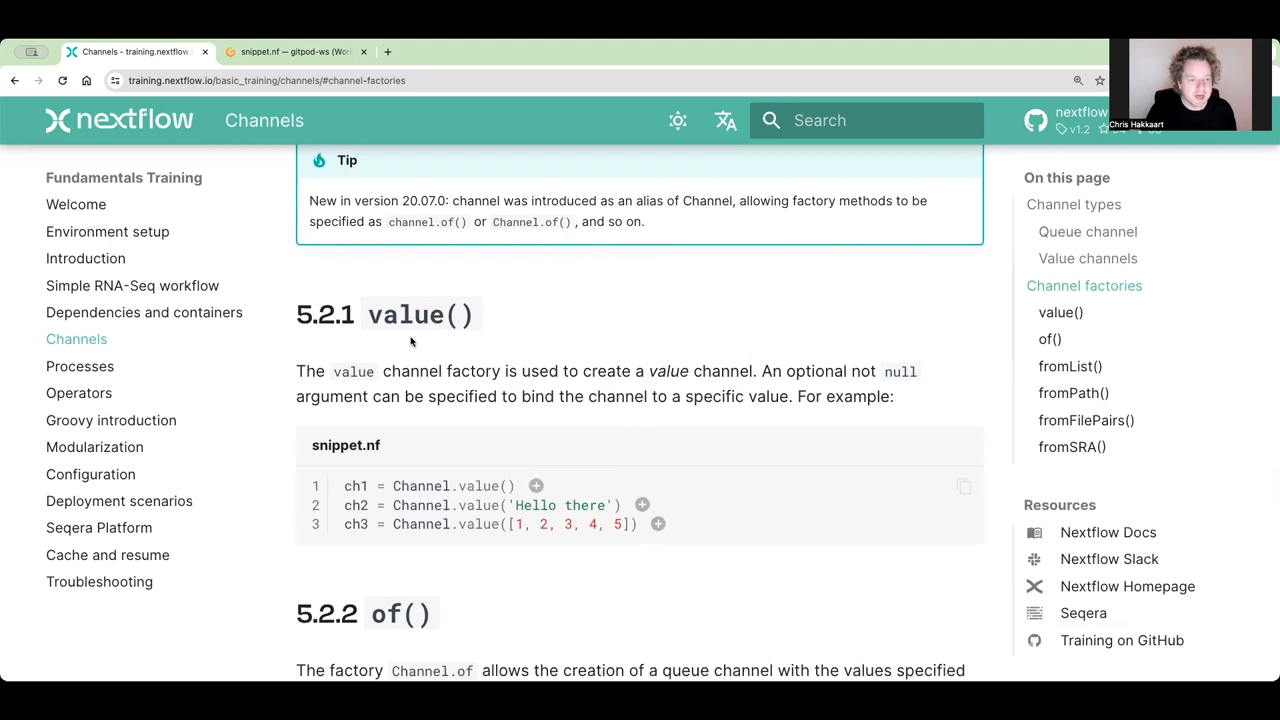 Channels - training.nextflow.
snippet.nf — gitpod-ws (Wor
training.nextflow.io/basic_training/channels/#channel-factories
nextflow
Channels
Search
nextflow
v1.2
Chris Hakkaart
Fundamentals Training
Welcome
Environment setup
Introduction
Simple RNA-Seq workflow
Dependencies and containers
Channels
Processes
Operators
Groovy introduction
Modularization
Configuration
Deployment scenarios
Seqera Platform
Cache and resume
Troubleshooting
Tip
New in version 20.07.0: channel was introduced as an alias of Channel, allowing factory methods to be
specified as channel.of() or Channel.of(), and so on.
5.2.1 value()
The value channel factory is used to create a value channel. An optional not null
argument can be specified to bind the channel to a specific value. For example:
snippet.nf
1 ch1 = Channel.value()
2 ch2 = Channel.value('Hello there')
3 ch3 = Channel.value([1, 2, 3, 4, 5])
5.2.2 of()
The factory Channel.of allows the creation of a queue channel with the values specified
On this page
Channel types
Queue channel
Value channels
Channel factories
value()
of()
fromList()
fromPath()
fromFilePairs()
fromSRA()
Resources
Nextflow Docs
Nextflow Slack
Nextflow Homepage
Seqera
Training on GitHub